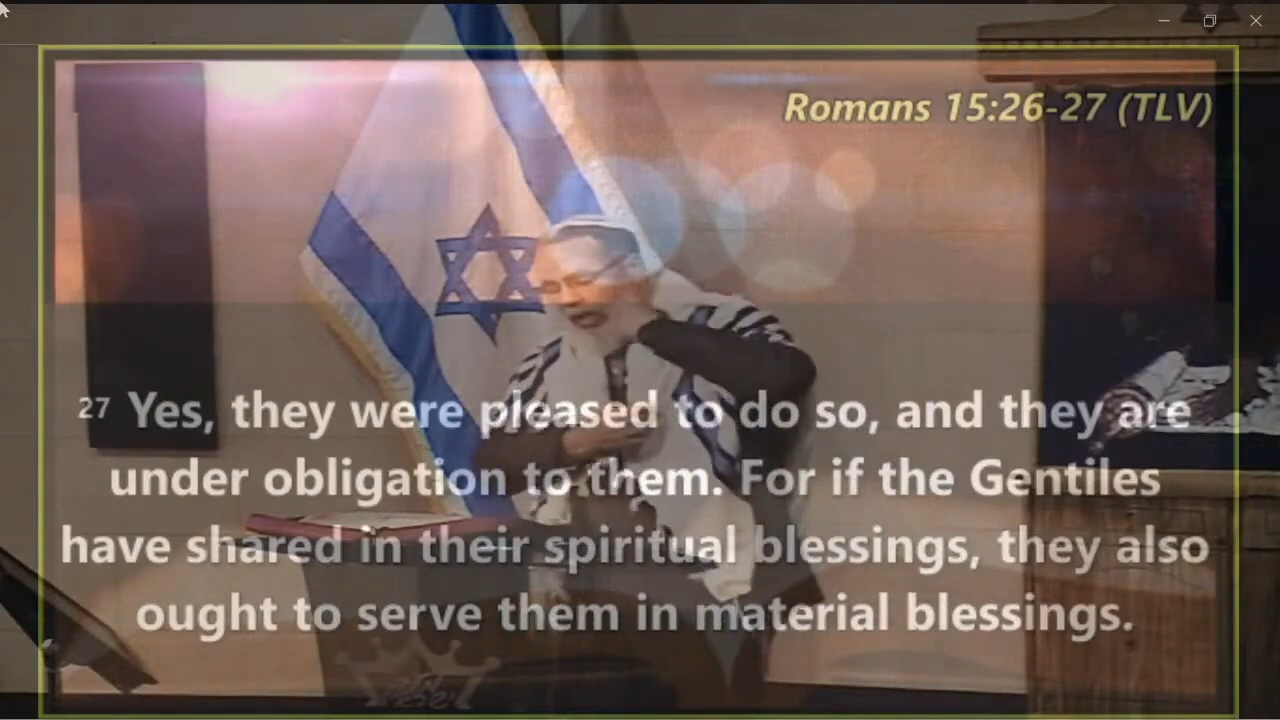 Romans 15:26-27 (TLV)
27 Yes, they were pleased to do so, and they are
under obligation to them. For if the Gentiles
have shared in their spiritual blessings, they also
ought to serve them in material blessings.